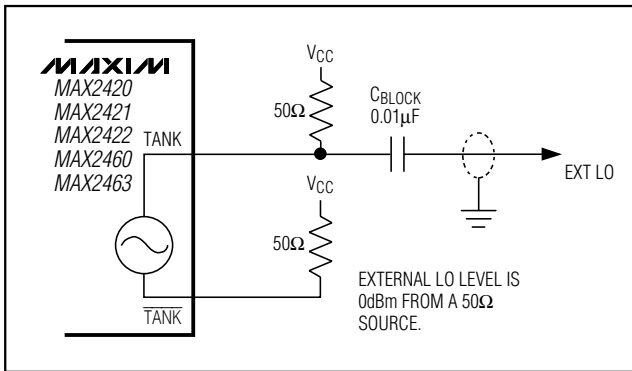 MAXIM
MAX2420
MAX2421
MAX2422
MAX2460
MAX2463
TANK
TANK
VCC
50Ω
CBLOCK
0.01µF
EXT LO
VCC
50Ω
EXTERNAL LO LEVEL IS
0dBm FROM A 50Ω
SOURCE.